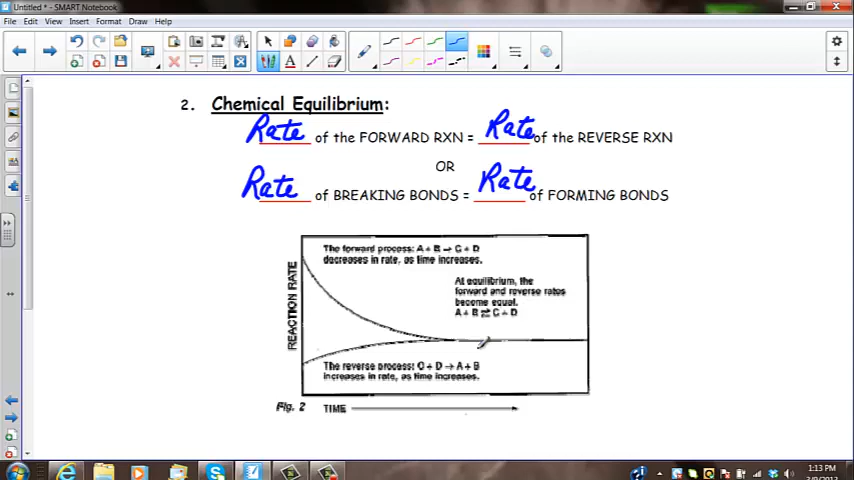 Untitled * - SMART Notebook
File Edit View Insert Format Draw Help
2. Chemical Equilibrium:
Rate of the FORWARD RXN = Rate of the REVERSE RXN
OR
Rate of BREAKING BONDS = Rate of FORMING BONDS
The forward process: A + B → C + D
decreases in rate, as time increases.
At equilibrium, the
forward and reverse rates
become equal.
A + B ⇌ C + D
REACTION RATE
The reverse process: C + D → A + B
increases in rate, as time increases.
Fig. 2 TIME
1:13 PM